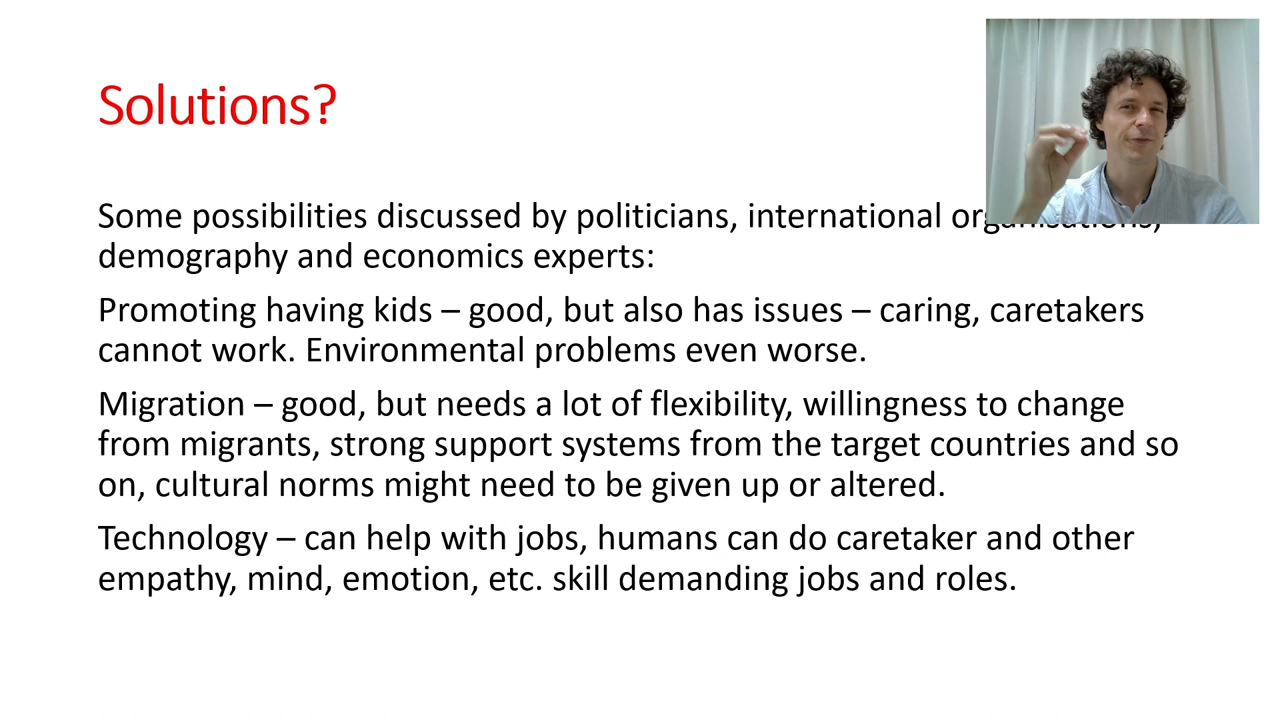 Solutions?
Some possibilities discussed by politicians, international organisations,
demography and economics experts:
Promoting having kids – good, but also has issues – caring, caretakers
cannot work. Environmental problems even worse.
Migration – good, but needs a lot of flexibility, willingness to change
from migrants, strong support systems from the target countries and so
on, cultural norms might need to be given up or altered.
Technology – can help with jobs, humans can do caretaker and other
empathy, mind, emotion, etc. skill demanding jobs and roles.